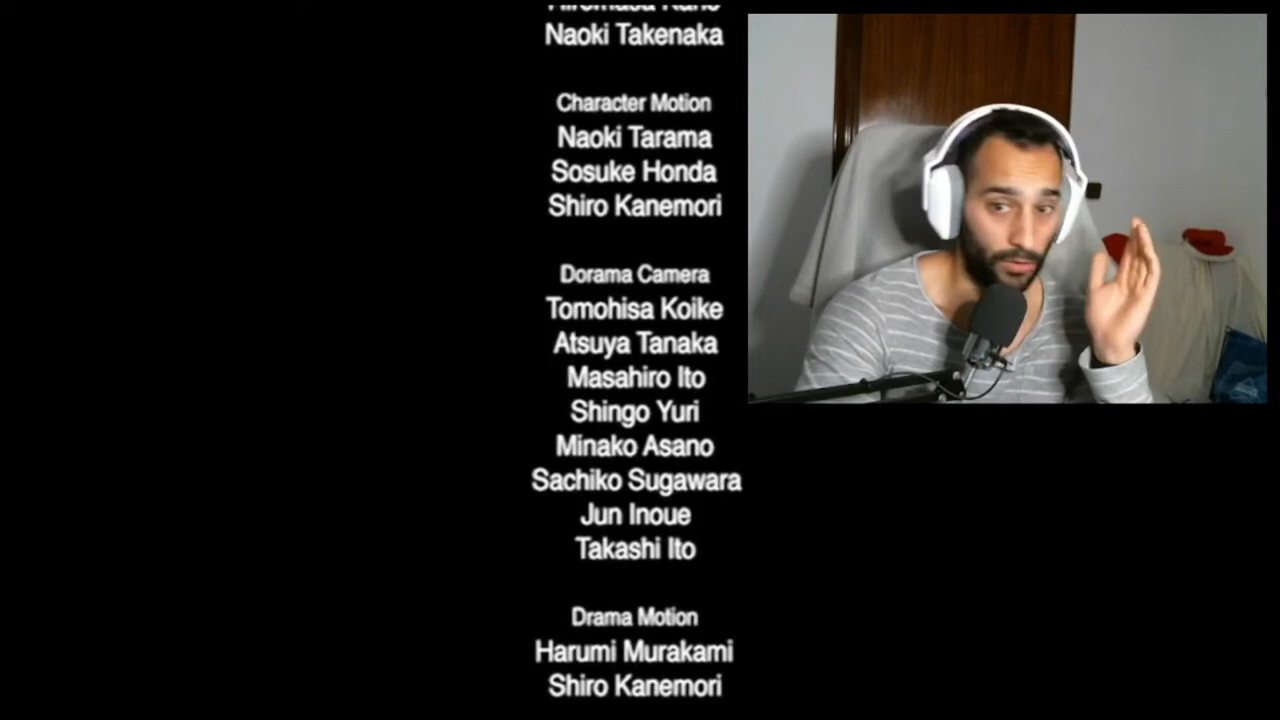 Naoki Takenaka
Character Motion
Naoki Tarama
Sosuke Honda
Shiro Kanemori
Dorama Camera
Tomohisa Koike
Atsuya Tanaka
Masahiro Ito
Shingo Yuri
Minako Asano
Sachiko Sugawara
Jun Inoue
Takashi Ito
Drama Motion
Harumi Murakami
Shiro Kanemori